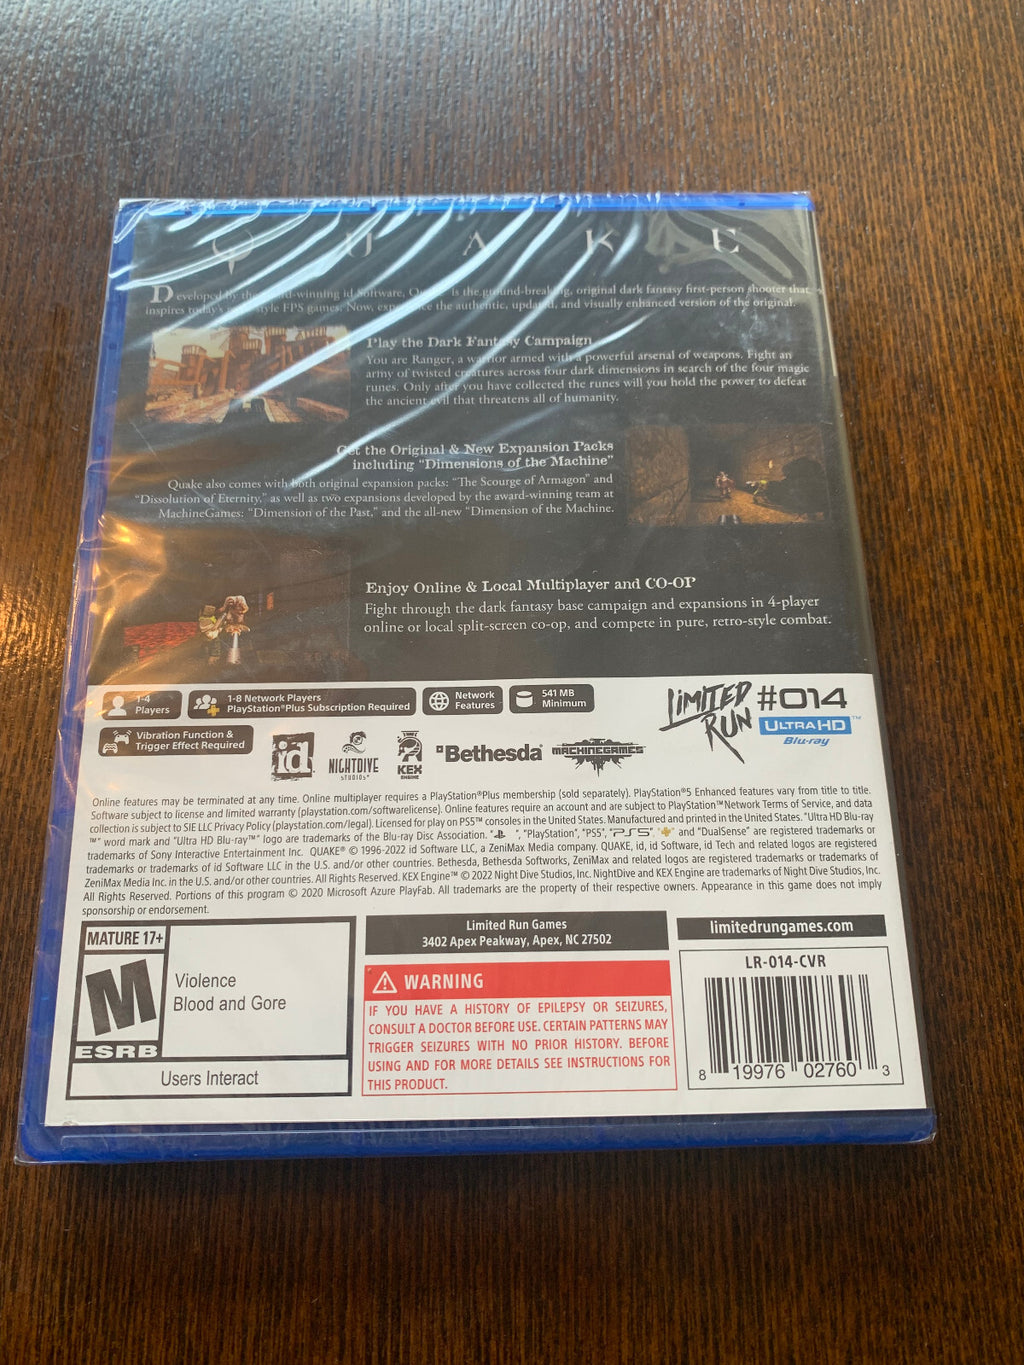 QUAKE
Developed by the award-winning id Software, Quake is the ground-breaking, original dark fantasy first-person shooter that
inspires today's style FPS games. Now, experience the authentic, updated, and visually enhanced version of the original.
Play the Dark Fantasy Campaign
You are Ranger, a warrior armed with a powerful arsenal of weapons. Fight an
army of twisted creatures across four dark dimensions in search of the four magic
runes. Only after you have collected the runes will you hold the power to defeat
the ancient evil that threatens all of humanity.
Get the Original & New Expansion Packs
including "Dimensions of the Machine"
Quake also comes with both original expansion packs: "The Scourge of Armagon" and
"Dissolution of Eternity," as well as two expansions developed by the award-winning team at
MachineGames: "Dimension of the Past," and the all-new "Dimension of the Machine.
Enjoy Online & Local Multiplayer and CO-OP
Fight through the dark fantasy base campaign and expansions in 4-player
online or local split-screen co-op, and compete in pure, retro-style combat.
1-4
Players
1-8 Network Players
PlayStation®Plus Subscription Required
Network
Features
541 MB
Minimum
Vibration Function &
Trigger Effect Required
LIMITED
RUN
#014
ULTRA HD™
Blu-ray
id
NIGHTDIVE
STUDIOS®
KEX
ENGINE
Bethesda®
MACHINEGAMES
Online features may be terminated at any time. Online multiplayer requires a PlayStation®Plus membership (sold separately). PlayStation®5 Enhanced features vary from title to title.
Software subject to license and limited warranty (playstation.com/softwarelicense). Online features require an account and are subject to PlayStation™Network Terms of Service, and data
collection is subject to SIE LLC Privacy Policy (playstation.com/legal). Licensed for play on PS5™ consoles in the United States. Manufactured and printed in the United States. "Ultra HD Blu-ray
™" word mark and "Ultra HD Blu-ray™" logo are trademarks of the Blu-ray Disc Association. " ", "PlayStation", "PS5", "PS5", " " and "DualSense" are registered trademarks or
trademarks of Sony Interactive Entertainment Inc. QUAKE® © 1996-2022 id Software LLC, a ZeniMax Media company. QUAKE, id, id Software, id Tech and related logos are registered
trademarks or trademarks of id Software LLC in the U.S. and/or other countries. Bethesda, Bethesda Softworks, ZeniMax and related logos are registered trademarks or trademarks of
ZeniMax Media Inc. in the U.S. and/or other countries. All Rights Reserved. KEX Engine™ © 2022 Night Dive Studios, Inc. NightDive and KEX Engine are trademarks of Night Dive Studios, Inc.
All Rights Reserved. Portions of this program © 2020 Microsoft Azure PlayFab. All trademarks are the property of their respective owners. Appearance in this game does not imply
sponsorship or endorsement.
MATURE 17+
M
ESRB
Violence
Blood and Gore
Users Interact
Limited Run Games
3402 Apex Peakway, Apex, NC 27502
WARNING
IF YOU HAVE A HISTORY OF EPILEPSY OR SEIZURES,
CONSULT A DOCTOR BEFORE USE. CERTAIN PATTERNS MAY
TRIGGER SEIZURES WITH NO PRIOR HISTORY. BEFORE
USING AND FOR MORE DETAILS SEE INSTRUCTIONS FOR
THIS PRODUCT.
limitedrungames.com
LR-014-CVR
8 19976 02760 3